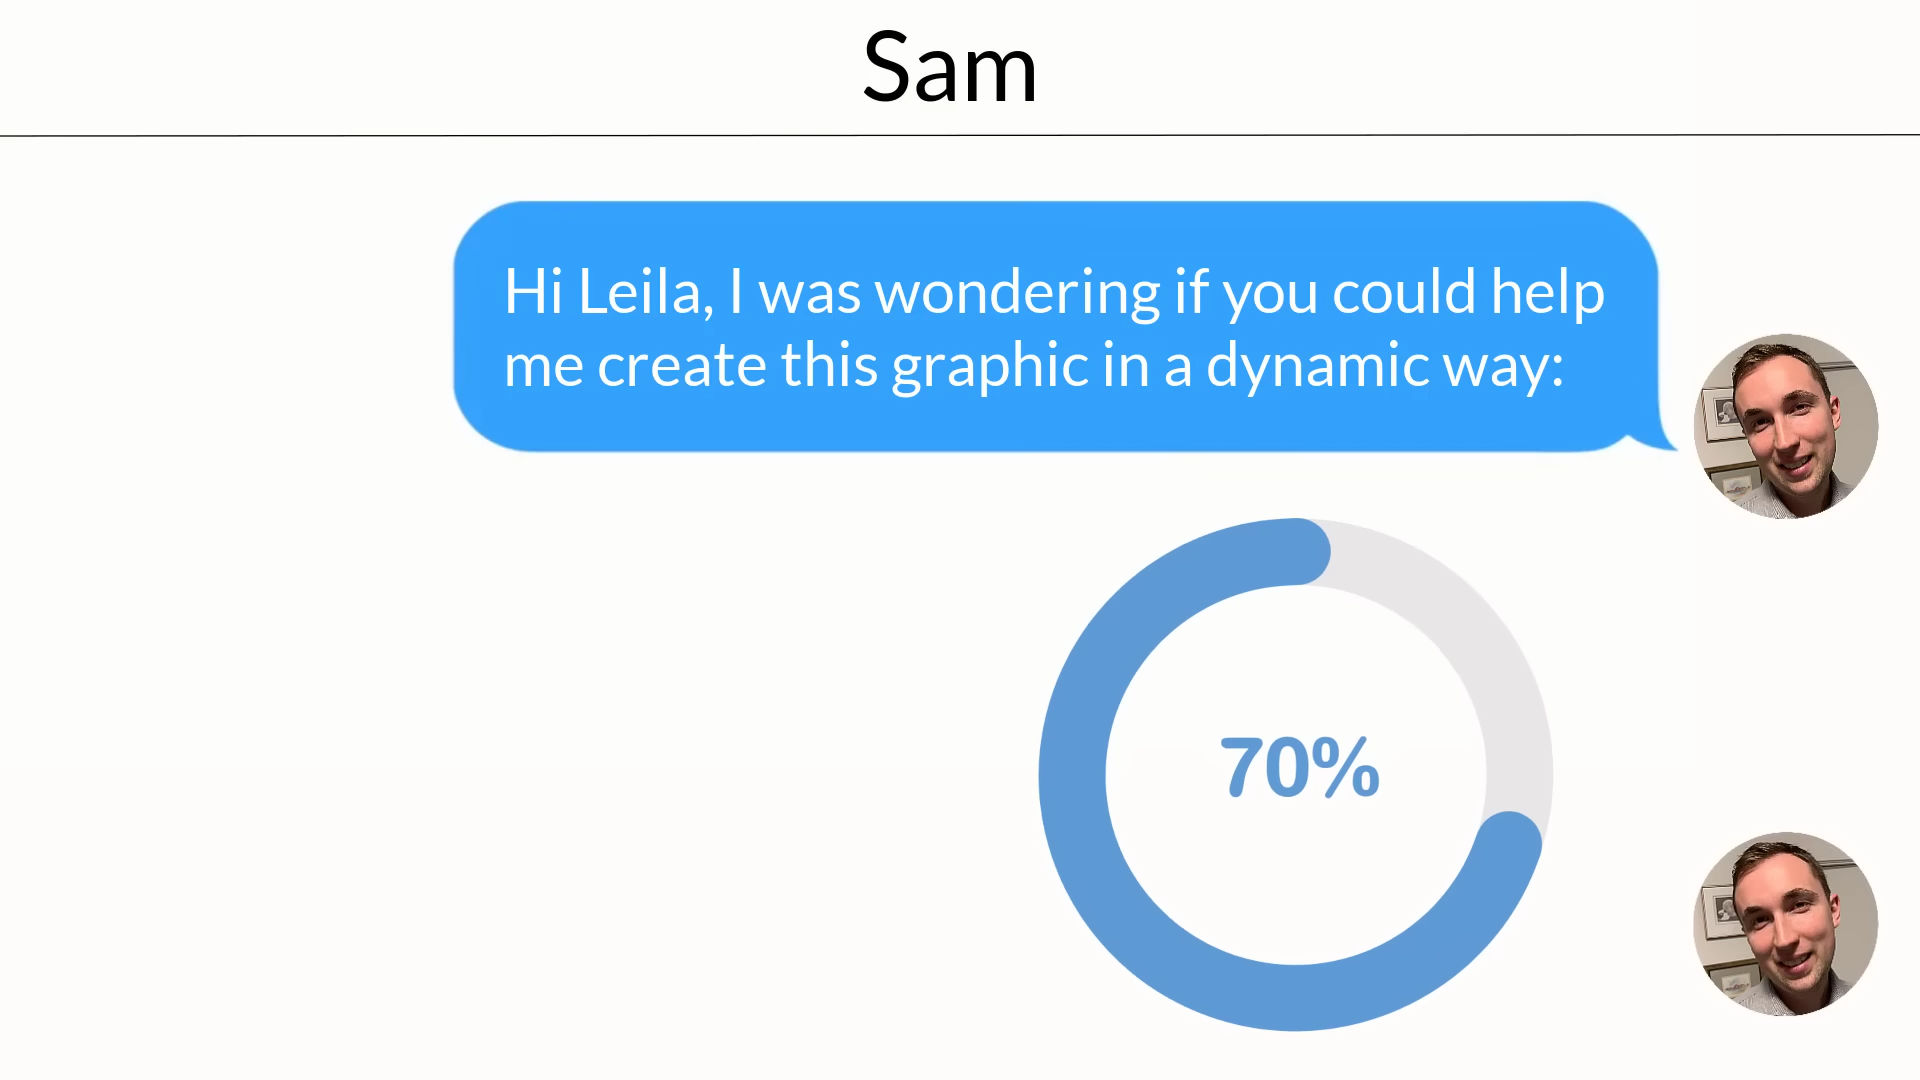 Sam
Hi Leila, I was wondering if you could help
me create this graphic in a dynamic way:
70%